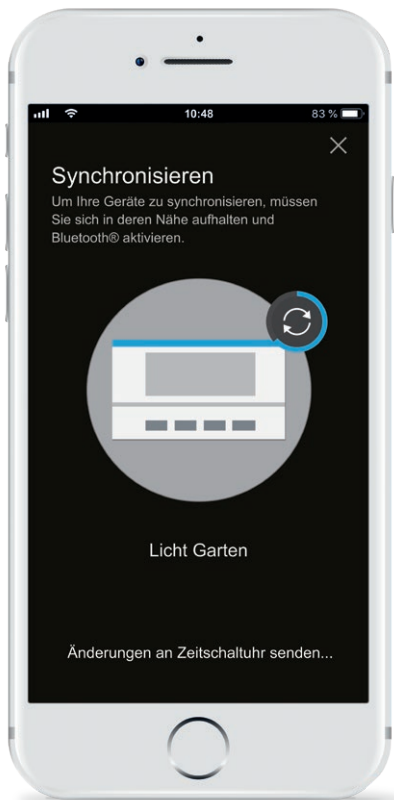 10:48
83 %
Synchronisieren
Um Ihre Geräte zu synchronisieren, müssen
Sie sich in deren Nähe aufhalten und
Bluetooth® aktivieren.
Licht Garten
Änderungen an Zeitschaltuhr senden...